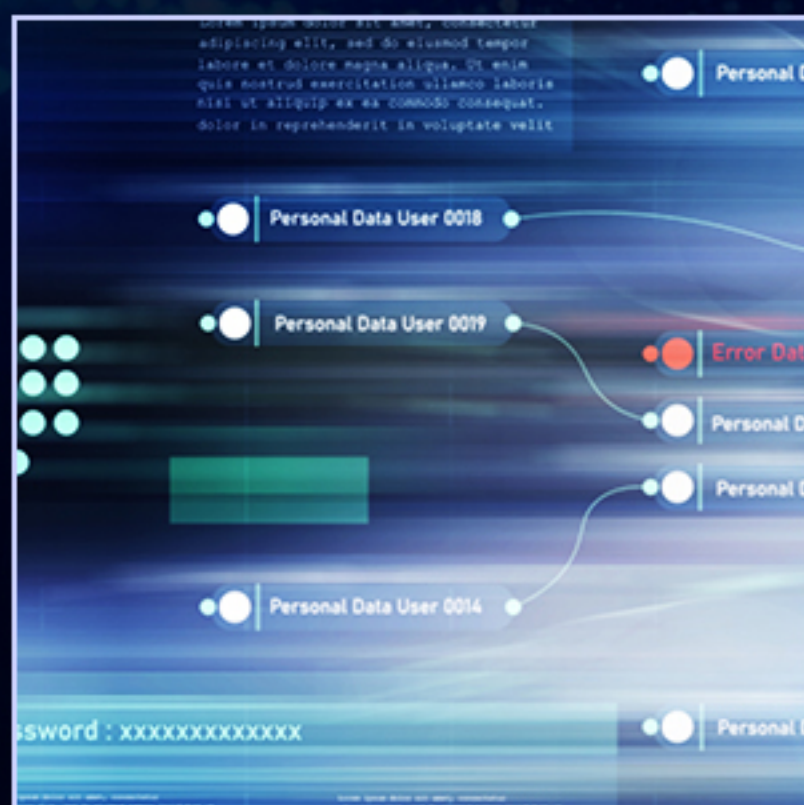 Lorem ipsum dolor sit amet, consectetur
adipiscing elit, sed do eiusmod tempor
labore et dolore magna aliqua. Ut enim
quis nostrud exercitation ullamco laboris
nisi ut aliquip ex ea commodo consequat.
dolor in reprehenderit in voluptate velit
Personal D
Personal Data User 0018
Personal Data User 0019
Error Dat
Personal D
Personal D
Personal Data User 0014
ssword : xxxxxxxxxxxxx
Personal D